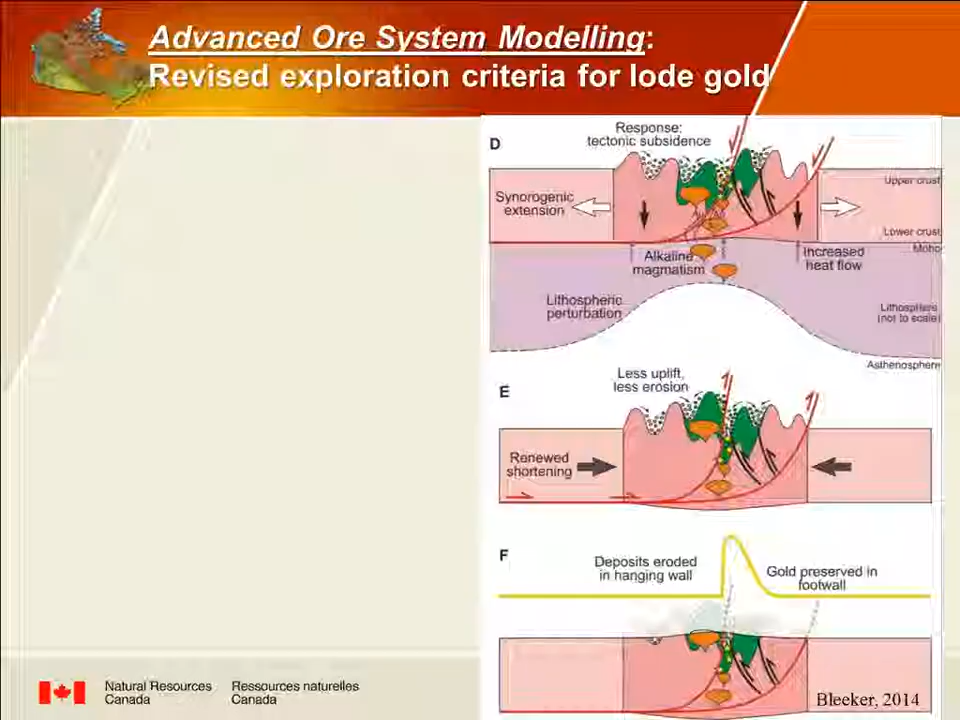 Advanced Ore System Modelling:
Revised exploration criteria for lode gold
D
Response:
tectonic subsidence
Synorogenic
extension
Upper crust
Lower crust
Moho
Alkaline
magmatism
Increased
heat flow
Lithospheric
perturbation
Lithosphere
(not to scale)
Asthenosphere
E
Less uplift,
less erosion
Renewed
shortening
F
Deposits eroded
in hanging wall
Gold preserved in
footwall
Natural Resources
Canada
Ressources naturelles
Canada
Bleeker, 2014